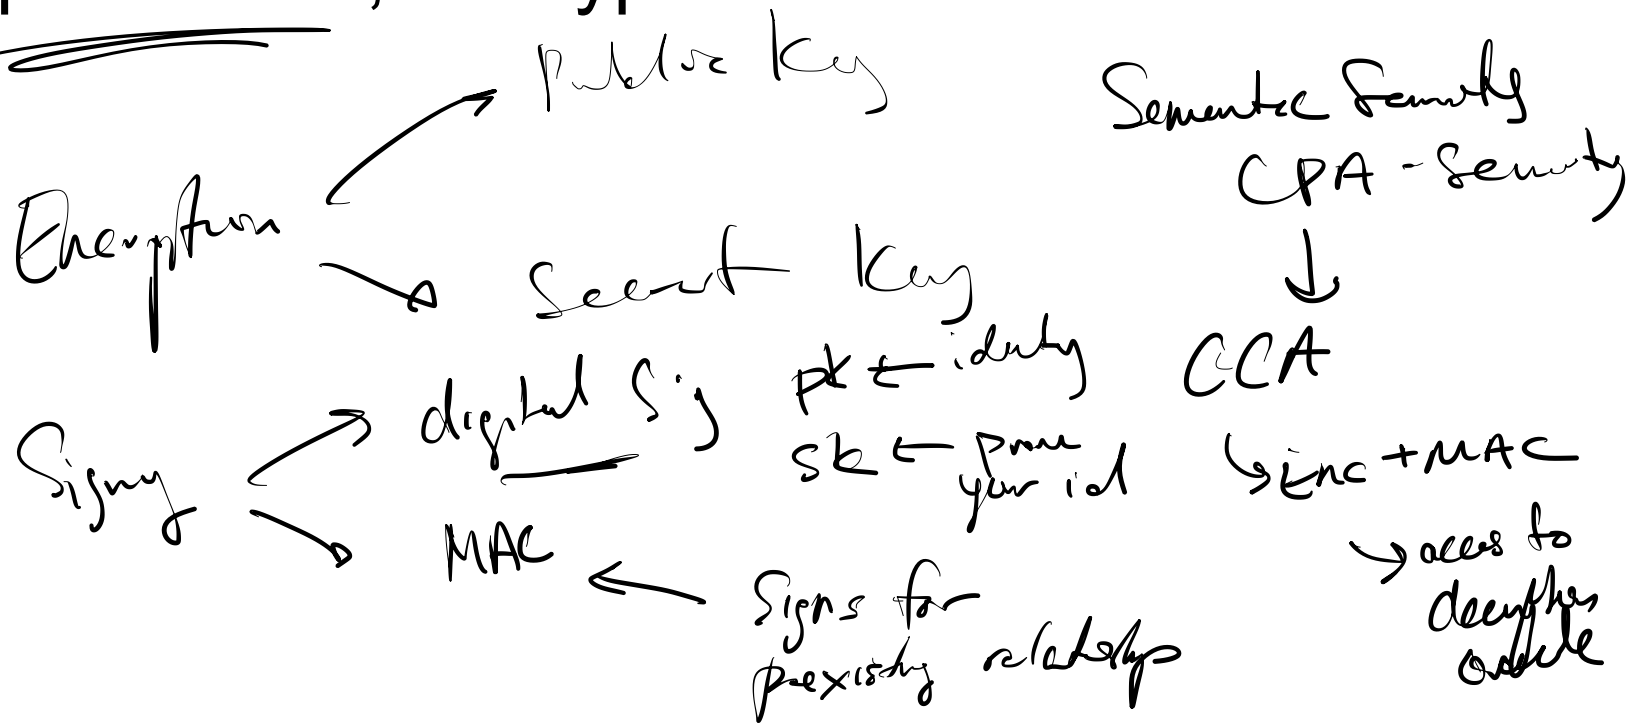 Public Key
Encryption
Secret Key
Signing
digital Sig
MAC
pk ← identity
sk ← prove
your id
Signs for
preexisting relationships
Semantic Security
CPA - Security
↓
CCA
↳ Enc + MAC
→ access to
decryption
oracle